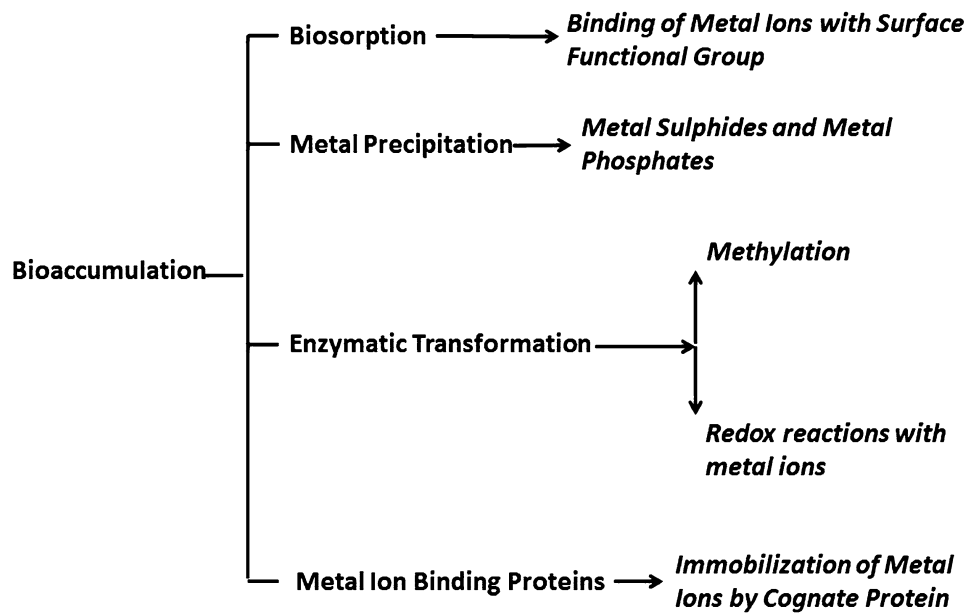 Biosorption
Binding of Metal Ions with Surface
Functional Group
Metal Precipitation
Metal Sulphides and Metal
Phosphates
Bioaccumulation
Methylation
Enzymatic Transformation
Redox reactions with
metal ions
Metal Ion Binding Proteins
Immobilization of Metal
Ions by Cognate Protein